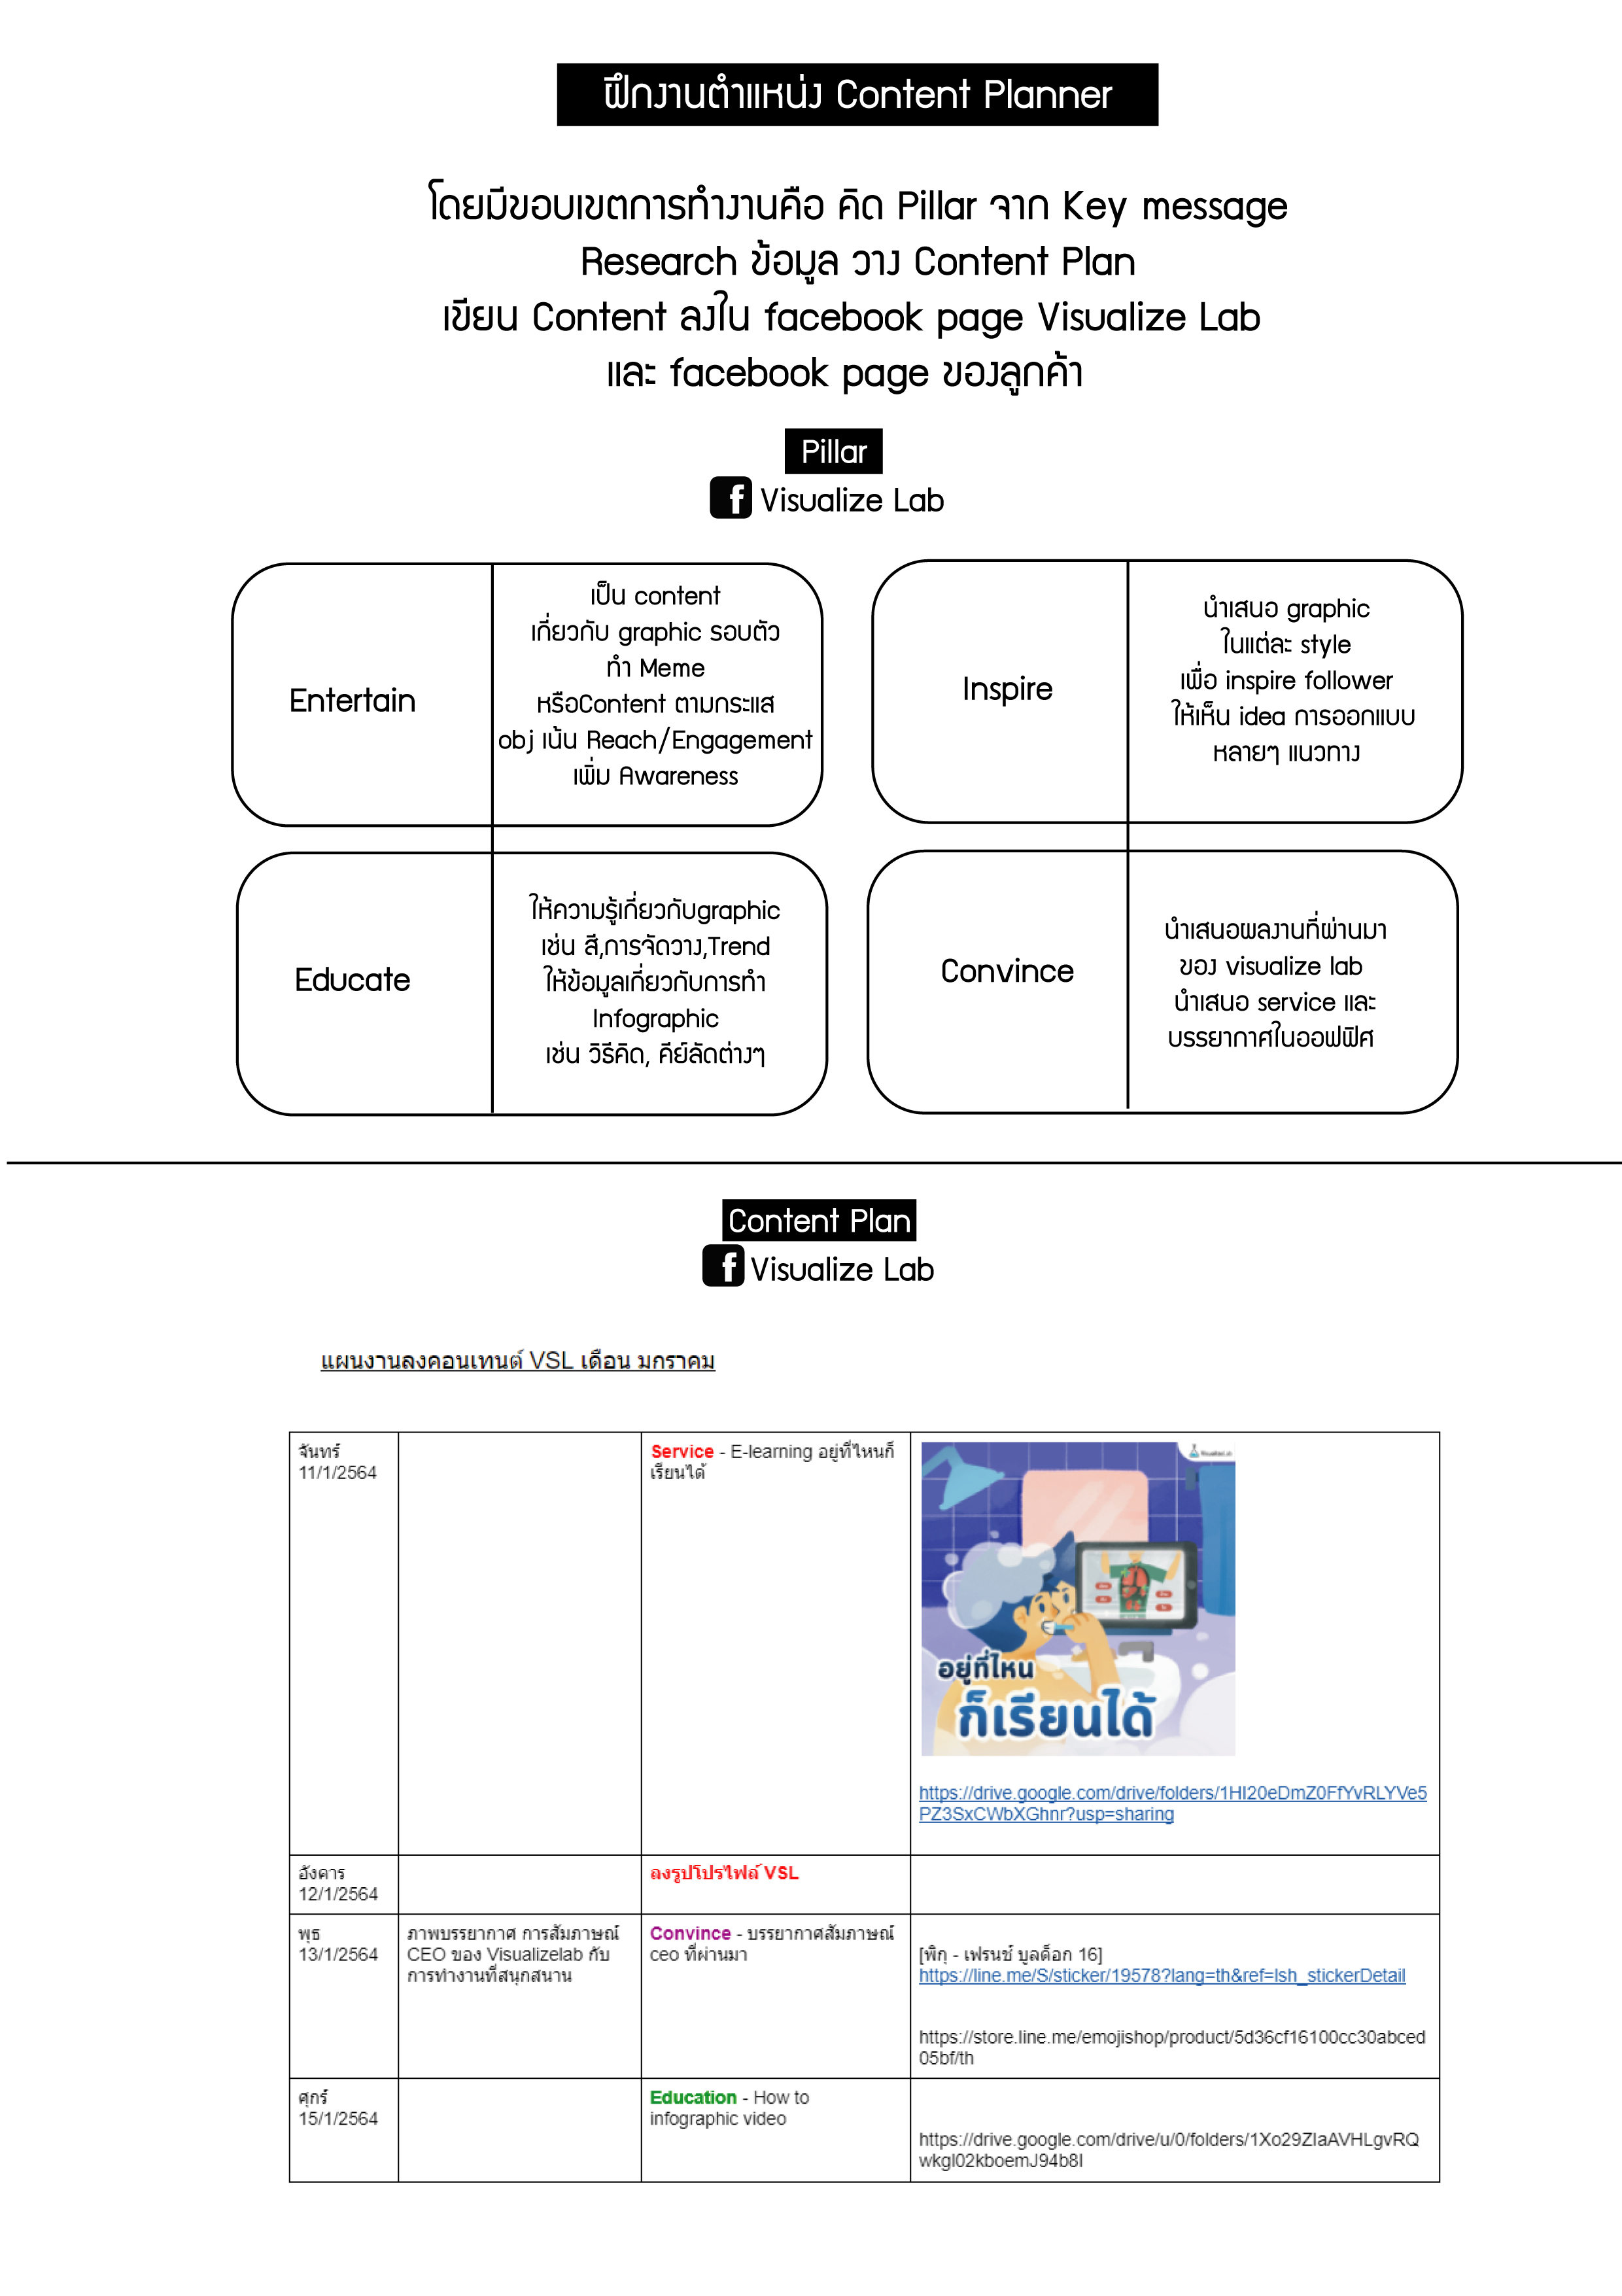 ฝึกงานตำแหน่ง Content Planner
โดยมีขอบเขตการทำงานคือ คิด Pillar จาก Key message
Research ข้อมูล วาง Content Plan
เขียน Content ลงใน facebook page Visualize Lab
และ facebook page ของลูกค้า
Pillar
f Visualize Lab
Entertain
เป็น content
เกี่ยวกับ graphic รอบตัว
ทำ Meme
หรือContent ตามกระแส
obj เน้น Reach/Engagement
เพิ่ม Awareness
Inspire
นำเสนอ graphic
ในแต่ละ style
เพื่อ inspire follower
ให้เห็น idea การออกแบบ
หลายๆ แนวทาง
Educate
ให้ความรู้เกี่ยวกับgraphic
เช่น สี,การจัดวาง,Trend
ให้ข้อมูลเกี่ยวกับการทำ
Infographic
เช่น วิธีคิด, คีย์ลัดต่างๆ
Convince
นำเสนอผลงานที่ผ่านมา
ของ visualize lab
นำเสนอ service และ
บรรยากาศในออฟฟิศ
Content Plan
f Visualize Lab
แผนงานลงคอนเทนต์ VSL เดือน มกราคม
จันทร์
11/1/2564
Service - E-learning อยู่ที่ไหนก็
เรียนได้
อยู่ที่ไหน
ก็เรียนได้
https://drive.google.com/drive/folders/1HI20eDmZ0FfYvRLYVe5
PZ3SxCWbXGhnr?usp=sharing
อังคาร
12/1/2564
ลงรูปโปรไฟล์ VSL
พุธ
13/1/2564
ภาพบรรยากาศ การสัมภาษณ์
CEO ของ Visualizelab กับ
การทำงานที่สนุกสนาน
Convince - บรรยากาศสัมภาษณ์
ceo ที่ผ่านมา
[พิกุ - เฟรนช์ บูลด็อก 16]
https://line.me/S/sticker/19578?lang=th&ref=lsh_stickerDetail
https://store.line.me/emojishop/product/5d36cf16100cc30abced
05bf/th
ศุกร์
15/1/2564
Education - How to
infographic video
https://drive.google.com/drive/u/0/folders/1Xo29ZIaAVHLgvRQ
wkgI02kboemJ94b8I